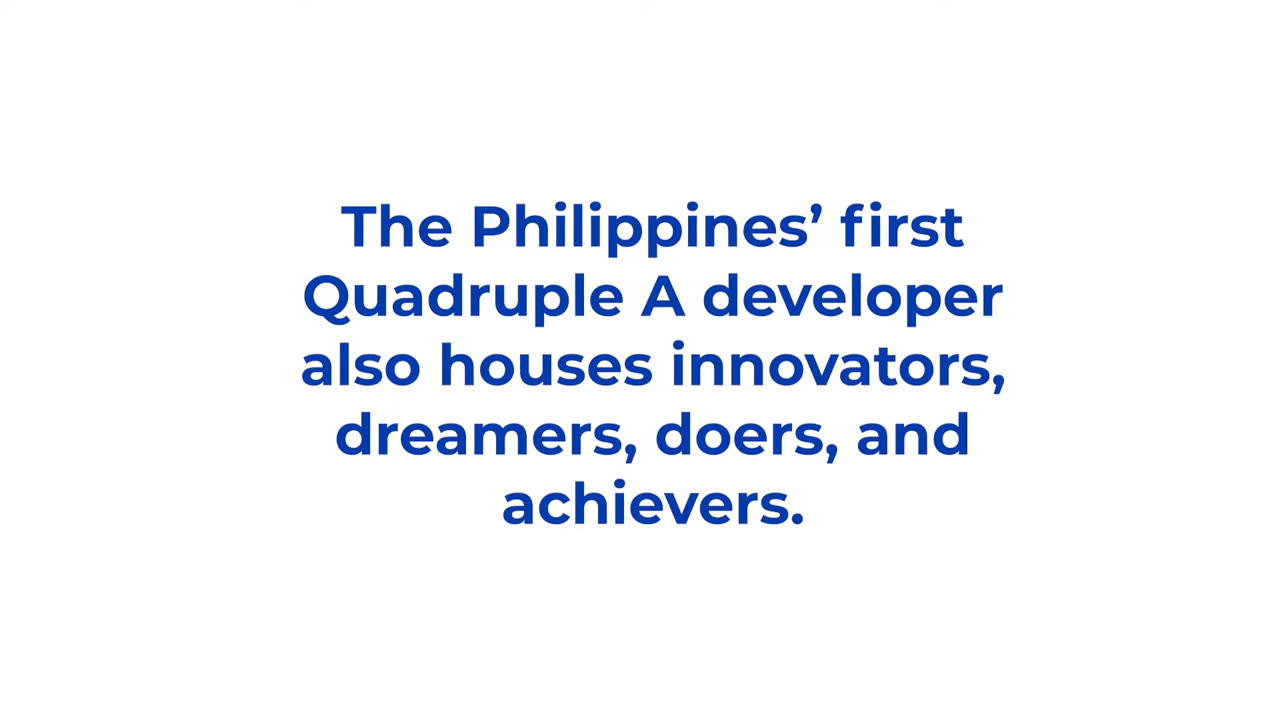 The Philippines’ first
Quadruple A developer
also houses innovators,
dreamers, doers, and
achievers.